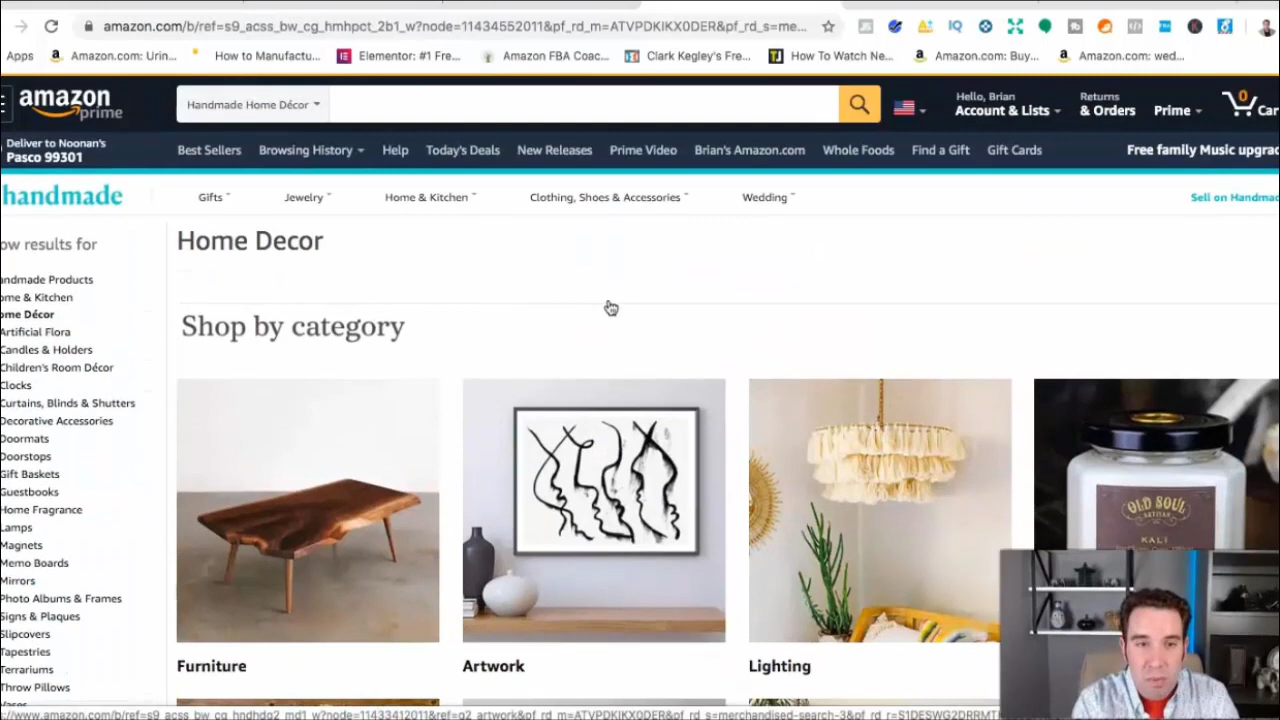 amazon.com/b/ref=s9_acss_bw_cg_hmhpct_2b1_w?node=11434552011&pf_rd_m=ATVPDKIKX0DER&pf_rd_s=me...
Apps Amazon.com: Urin... How to Manufactu... Elementor: #1 Fre... Amazon FBA Coac... Clark Kegley's Fre... How To Watch Ne... Amazon.com: Buy... Amazon.com: wed...
amazon prime Handmade Home Décor Hello, Brian Account & Lists Returns & Orders Prime 0 Car
Deliver to Noonan's
Pasco 99301 Best Sellers Browsing History Help Today's Deals New Releases Prime Video Brian's Amazon.com Whole Foods Find a Gift Gift Cards Free family Music upgra
handmade Gifts Jewelry Home & Kitchen Clothing, Shoes & Accessories Wedding Sell on Handma
ow results for
andmade Products
ome & Kitchen
ome Décor
Artificial Flora
Candles & Holders
Children's Room Décor
Clocks
Curtains, Blinds & Shutters
Decorative Accessories
Doormats
Doorstops
Gift Baskets
Guestbooks
Home Fragrance
Lamps
Magnets
Memo Boards
Mirrors
Photo Albums & Frames
Signs & Plaques
Slipcovers
Tapestries
Terrariums
Throw Pillows
Home Decor
Shop by category
OLD SOUL
ARTISAN
KALI
Furniture
Artwork
Lighting